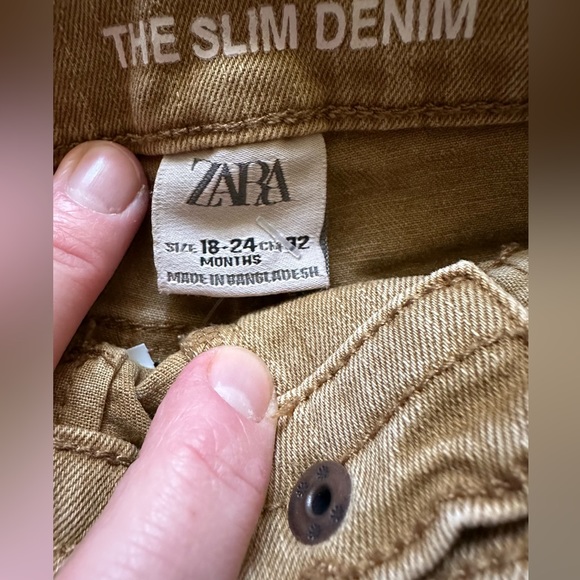 THE SLIM DENIM
ZARA
SIZE 18-24 CM 92
MONTHS
MADE IN BANGLADESH